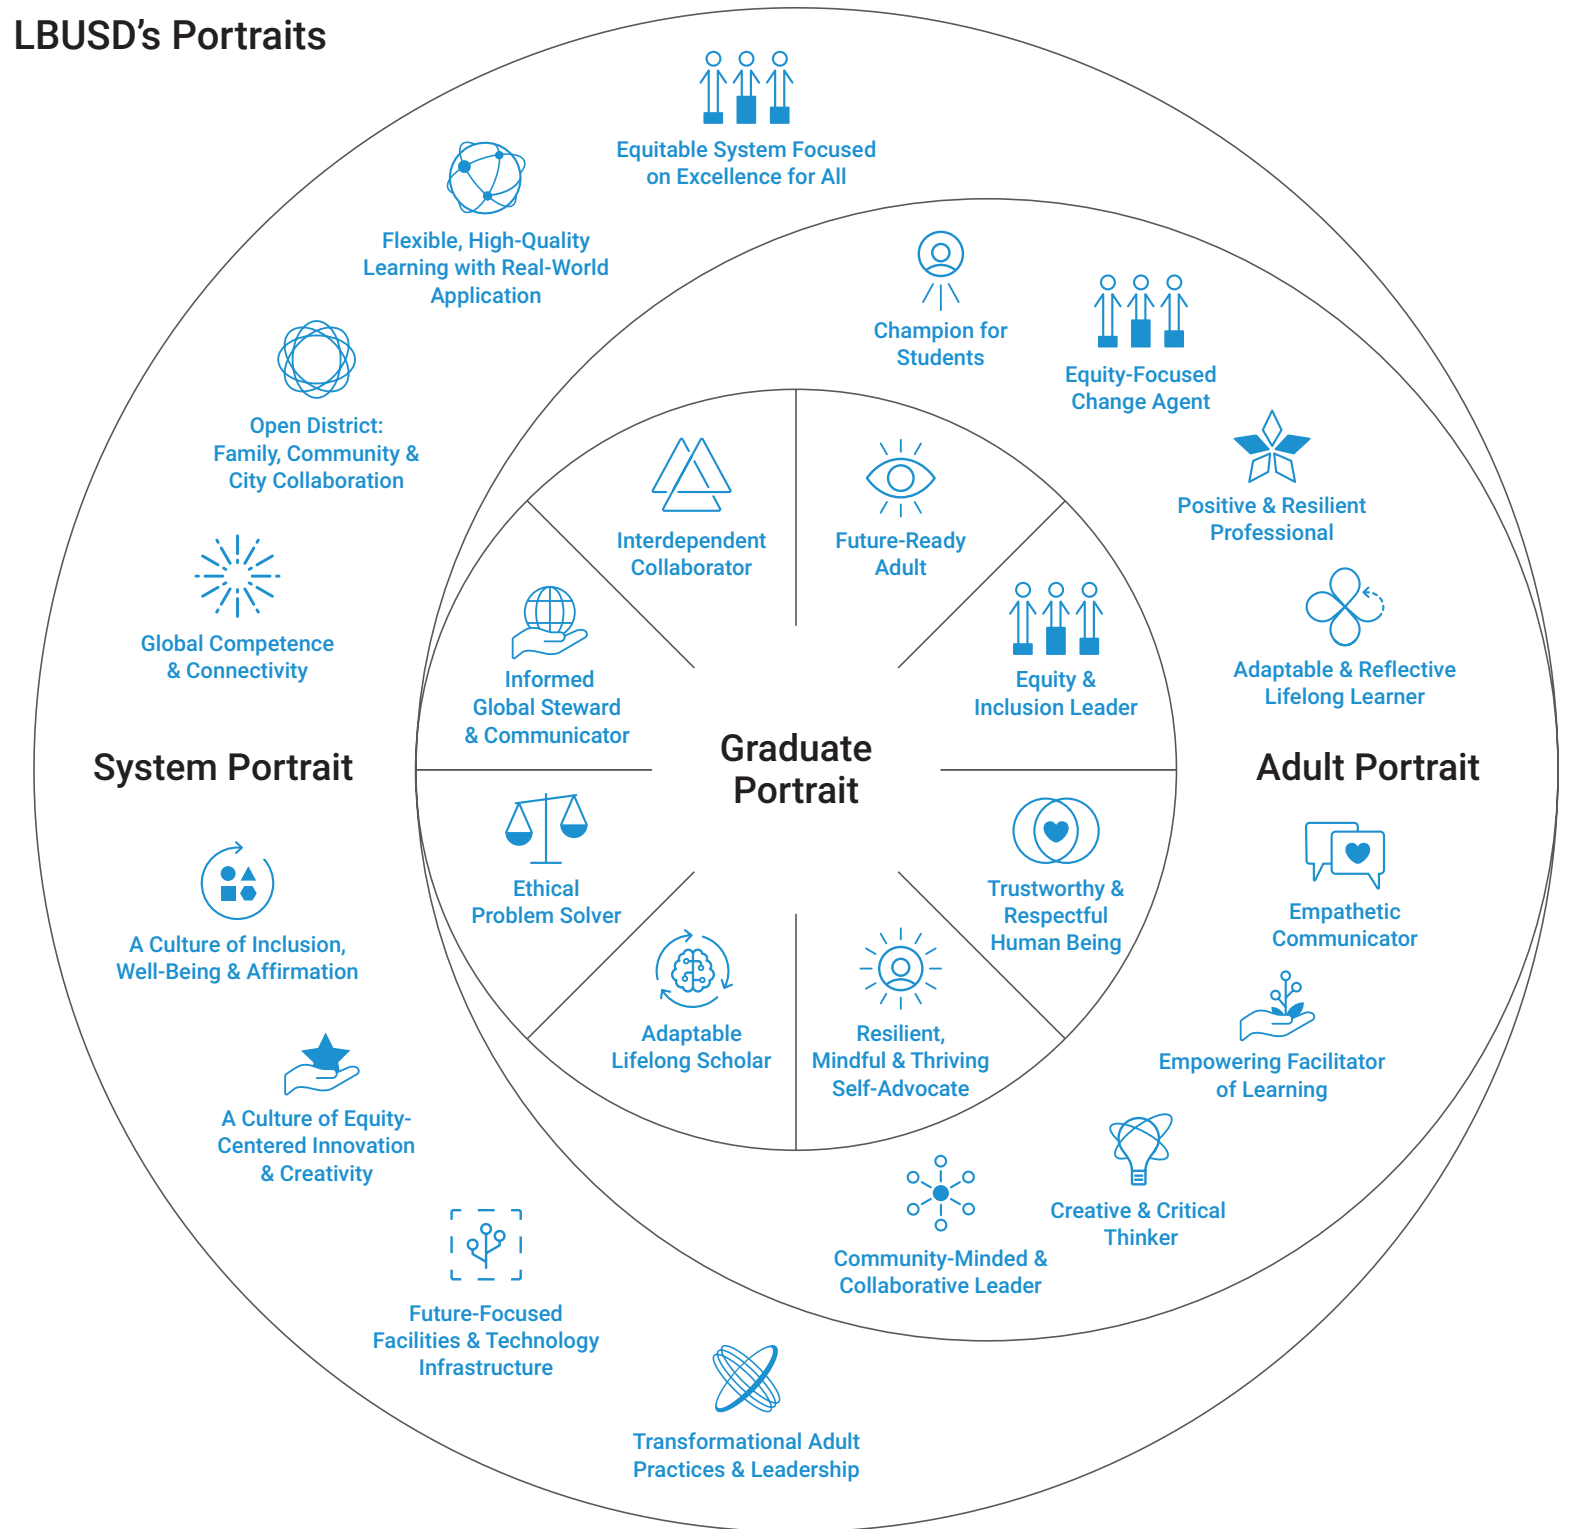 LBUSD's Portraits
Equitable System Focused
on Excellence for All
Flexible, High-Quality
Learning with Real-World
Application
Open District:
Family, Community &
City Collaboration
Global Competence
& Connectivity
System Portrait
A Culture of Inclusion,
Well-Being & Affirmation
A Culture of Equity-
Centered Innovation
& Creativity
Future-Focused
Facilities & Technology
Infrastructure
Transformational Adult
Practices & Leadership
Champion for
Students
Equity-Focused
Change Agent
Positive & Resilient
Professional
Adaptable & Reflective
Lifelong Learner
Adult Portrait
Empathetic
Communicator
Empowering Facilitator
of Learning
Creative & Critical
Thinker
Community-Minded &
Collaborative Leader
Interdependent
Collaborator
Future-Ready
Adult
Informed
Global Steward
& Communicator
Equity &
Inclusion Leader
Graduate
Portrait
Ethical
Problem Solver
Trustworthy &
Respectful
Human Being
Adaptable
Lifelong Scholar
Resilient,
Mindful & Thriving
Self-Advocate